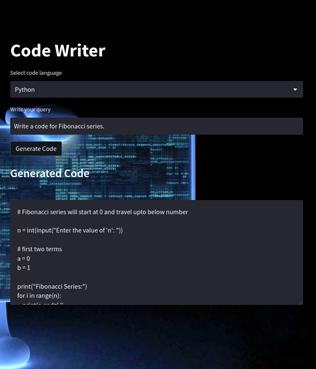 Code Writer
Select code language
Python
Write your query
Write a code for Fibonacci series.
Generate Code
Generated Code
# Fibonacci series will start at 0 and travel upto below number
n = int(input("Enter the value of 'n': "))
# first two terms
a = 0
b = 1
print("Fibonacci Series:")
for i in range(n):